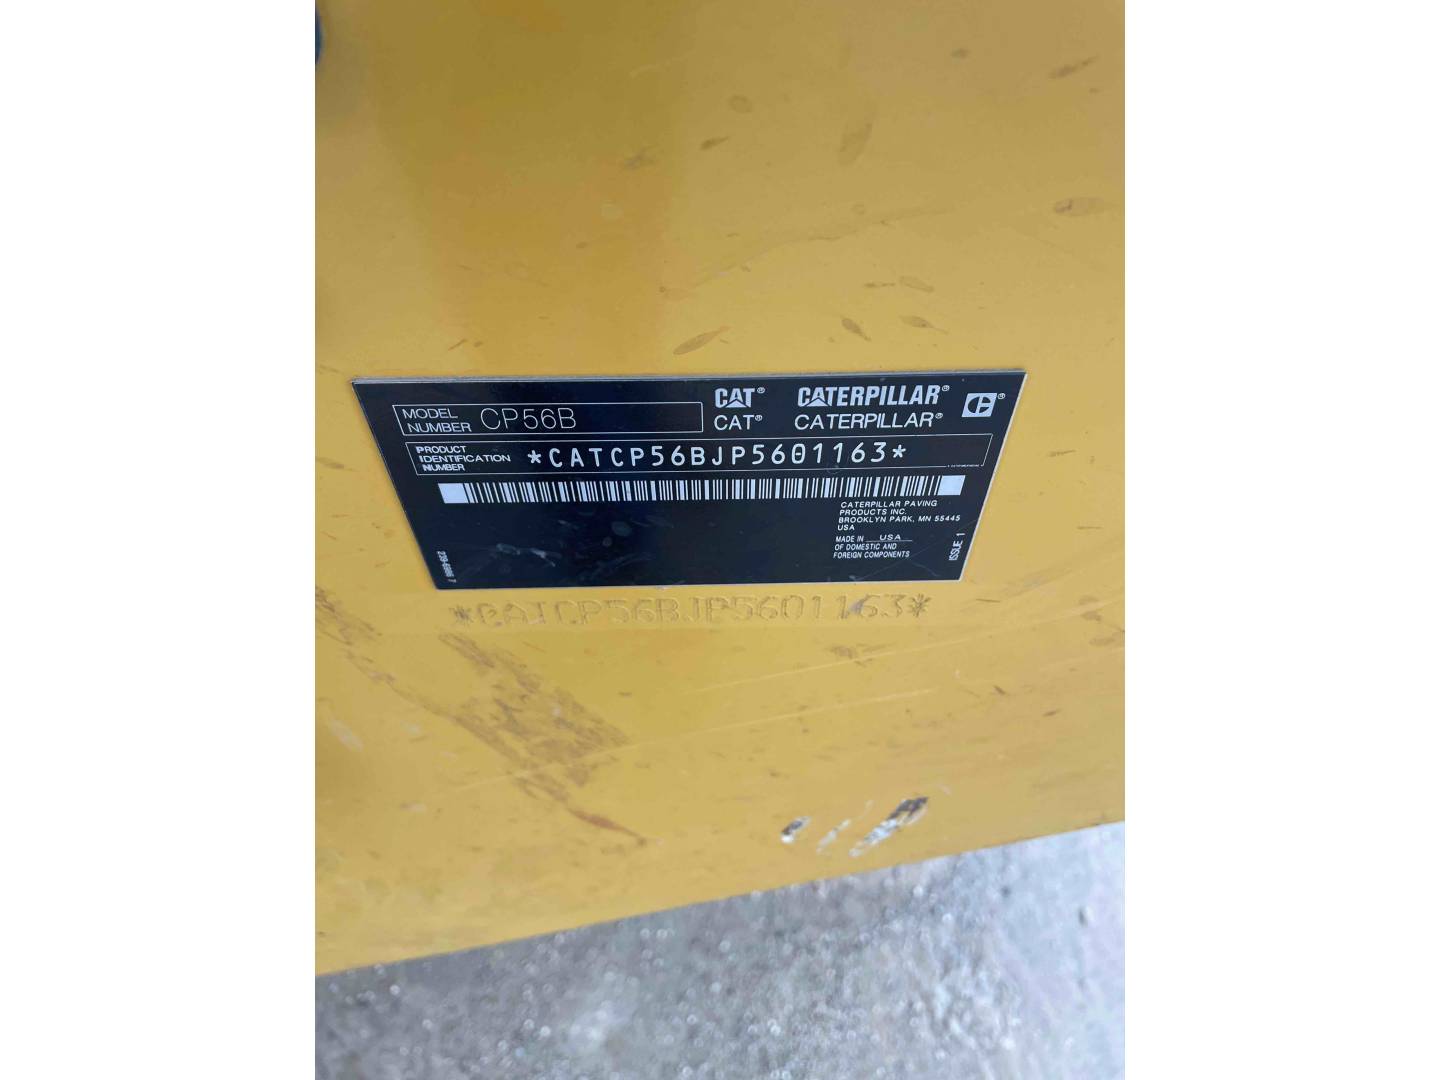 CAT® CATERPILLAR®
MODEL NUMBER CP56B CAT® CATERPILLAR®
PRODUCT IDENTIFICATION NUMBER *CATCP56BJP5601163*
CATERPILLAR PAVING
PRODUCTS INC.
BROOKLYN PARK, MN 55445
USA
MADE IN USA
OF DOMESTIC AND
FOREIGN COMPONENTS
ISSUE 1
*CATCP56BJP5601163*